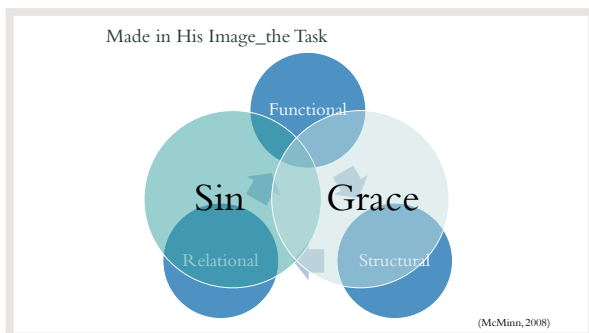 Made in His Image_the Task
Functional
Sin
Grace
Relational
Structural
(McMinn, 2008)